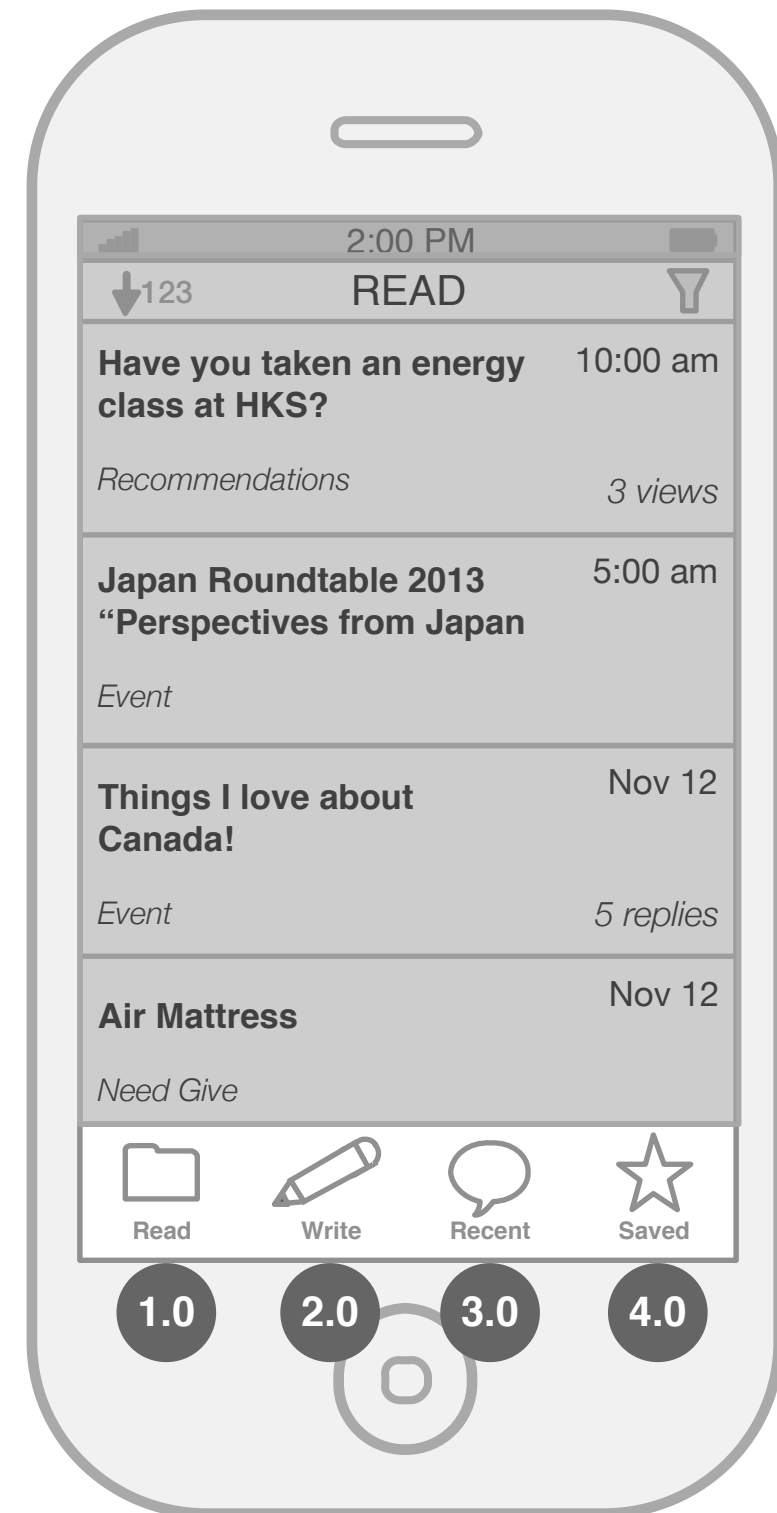 2:00 PM
123 READ
Have you taken an energy 10:00 am
class at HKS?
Recommendations 3 views
Japan Roundtable 2013 5:00 am
“Perspectives from Japan
Event
Things I love about Nov 12
Canada!
Event 5 replies
Air Mattress Nov 12
Need Give
Read Write Recent Saved
1.0 2.0 3.0 4.0